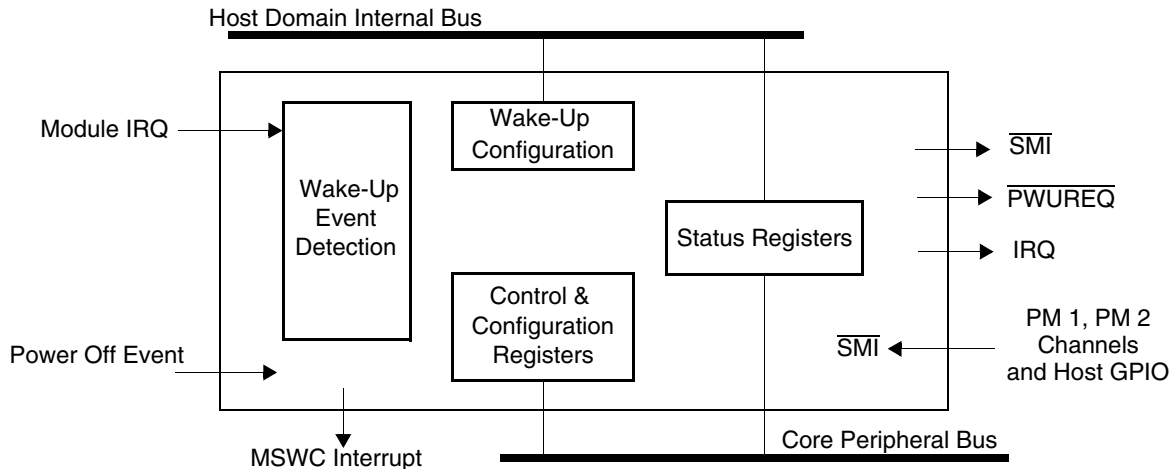 Host Domain Internal Bus
Module IRQ
Wake-Up
Event
Detection
Wake-Up
Configuration
Status Registers
Control &
Configuration
Registers
SMI
PWUREQ
IRQ
SMI
PM 1, PM 2
Channels
and Host GPIO
Power Off Event
MSWC Interrupt
Core Peripheral Bus